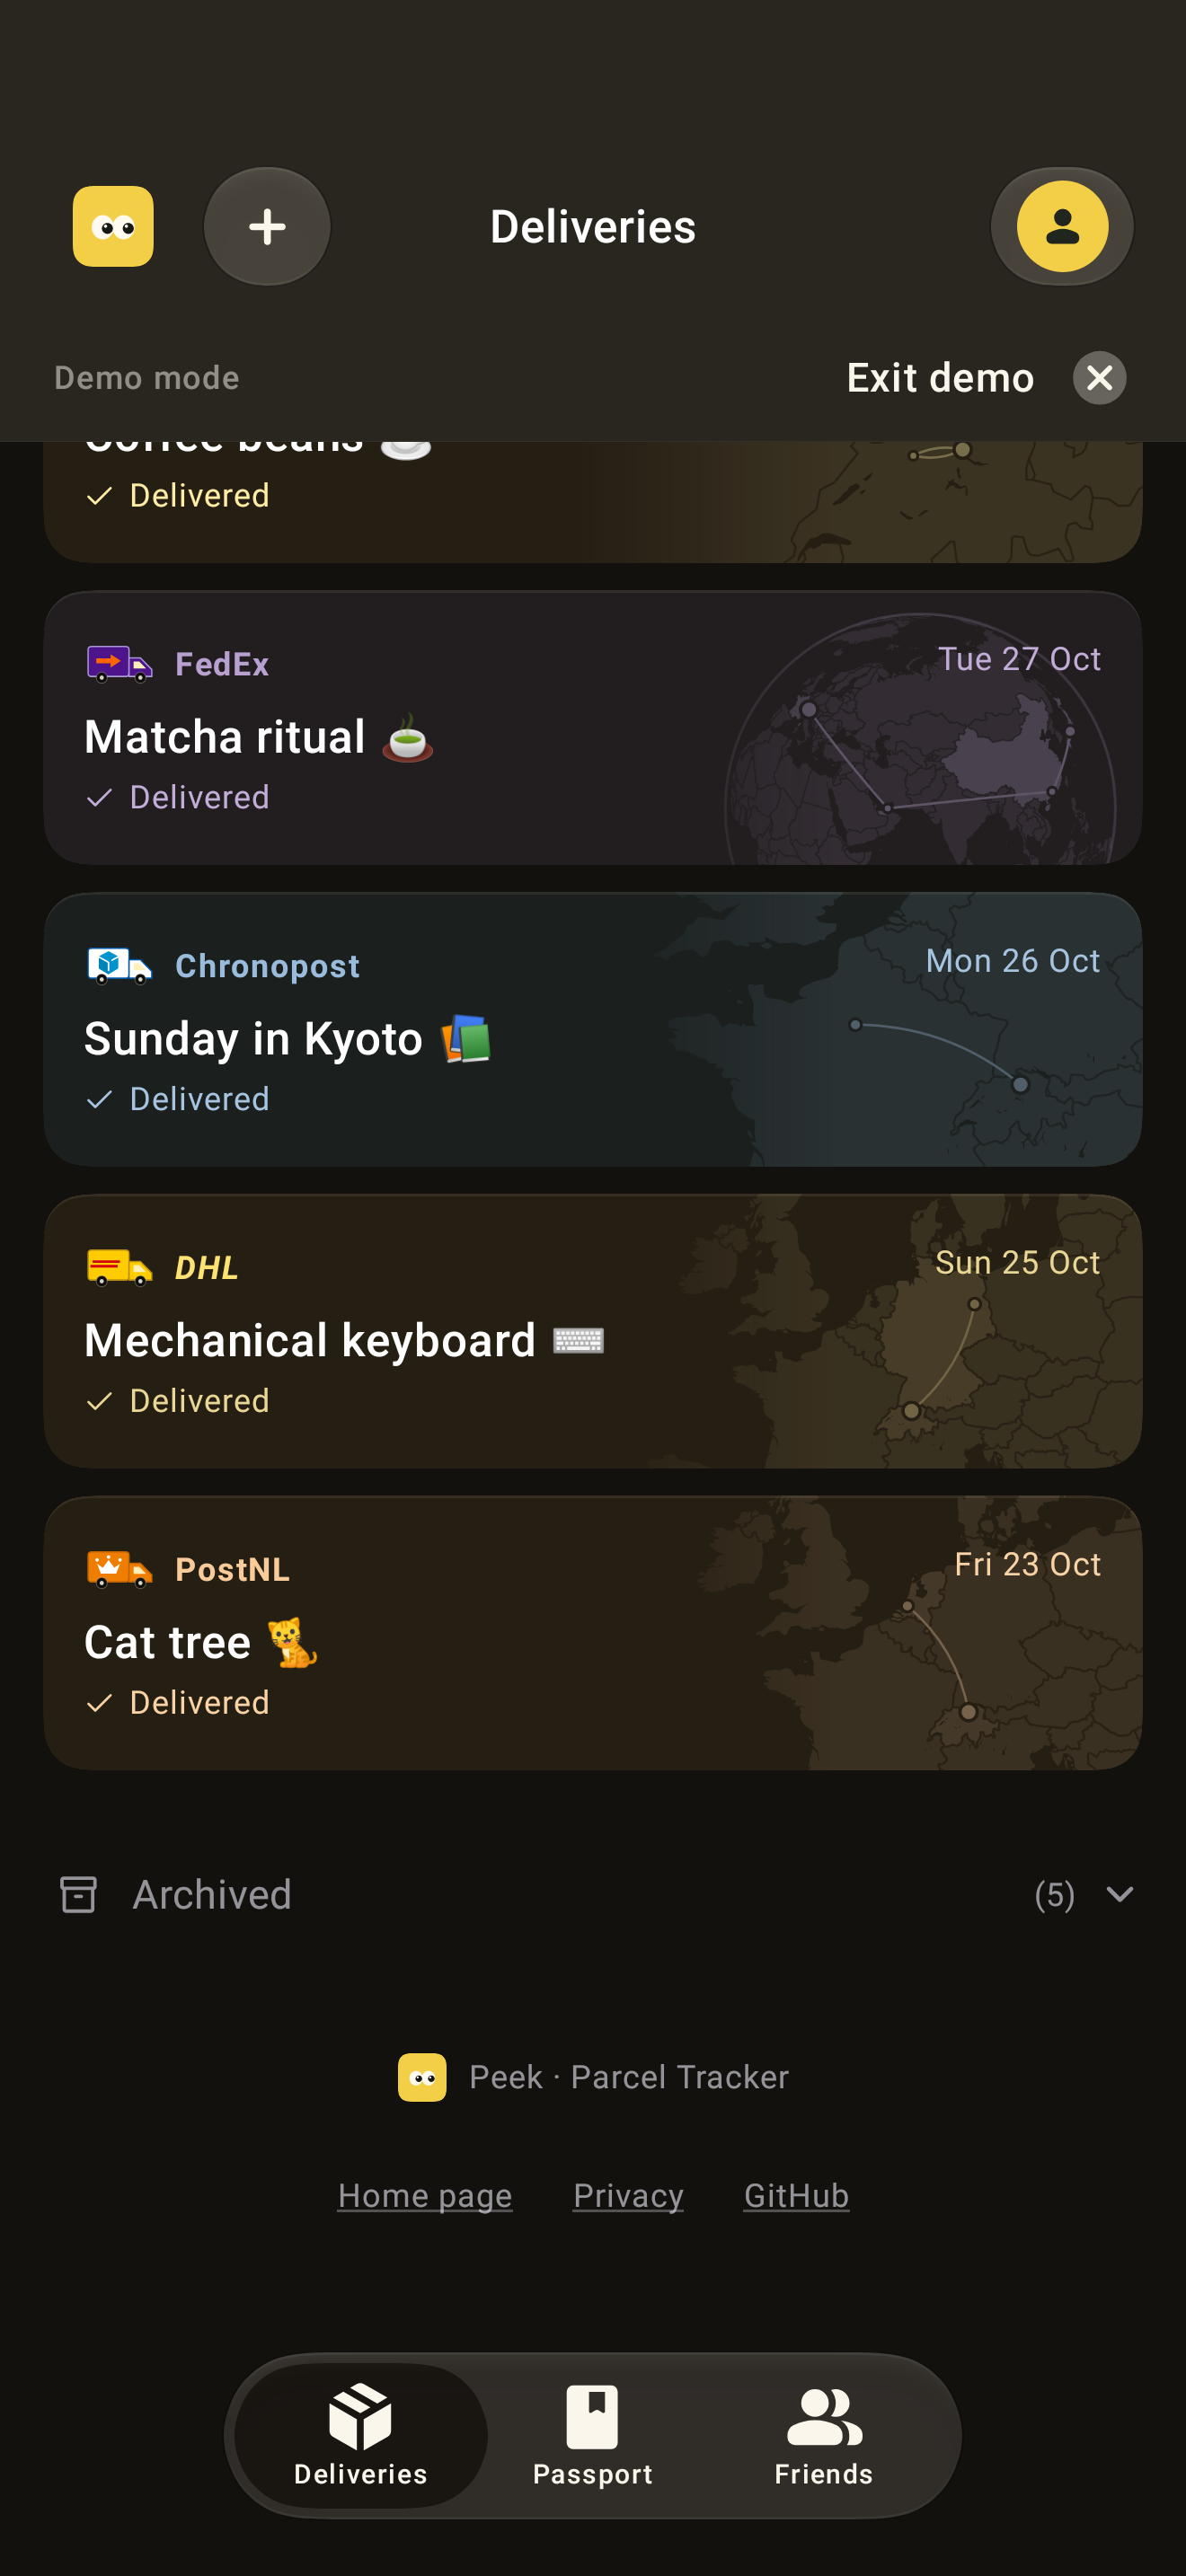 Deliveries
Demo mode
Exit demo
Coffee beans ☕
Delivered
FedEx
Tue 27 Oct
Matcha ritual 🍵
Delivered
Chronopost
Mon 26 Oct
Sunday in Kyoto
Delivered
DHL
Sun 25 Oct
Mechanical keyboard ⌨️
Delivered
PostNL
Fri 23 Oct
Cat tree 🐈
Delivered
Archived
(5)
Peek · Parcel Tracker
Home page Privacy GitHub
Deliveries Passport Friends